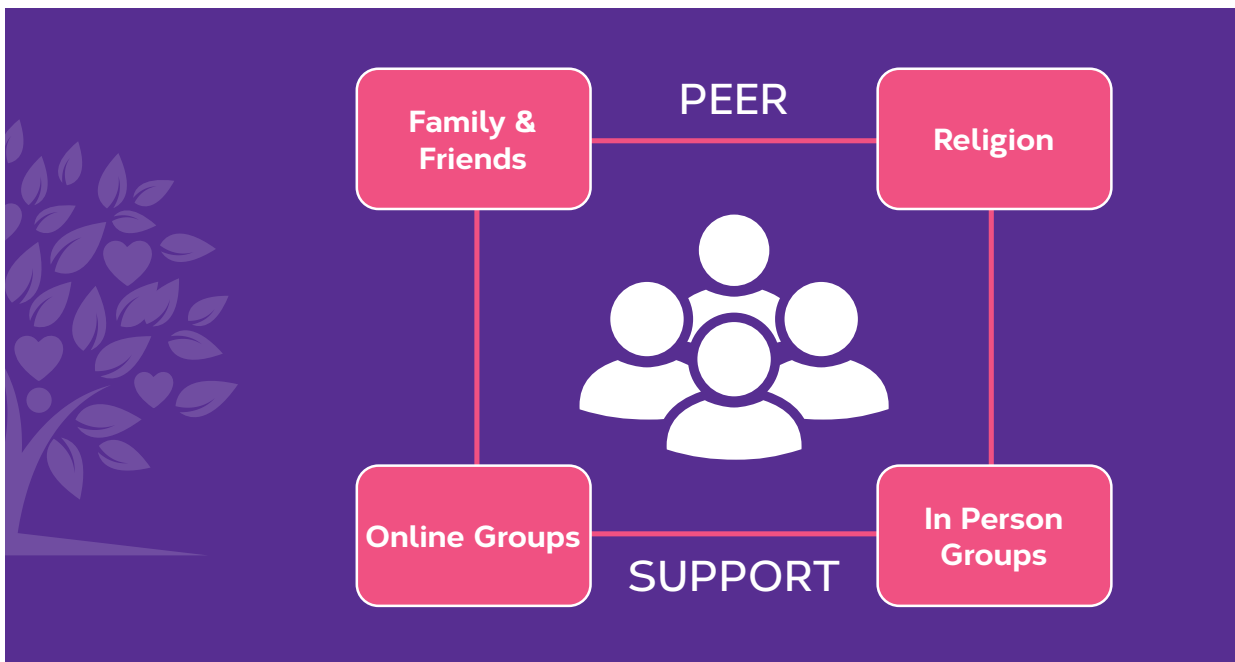 PEER
Family &
Friends
Religion
Online Groups
In Person
Groups
SUPPORT